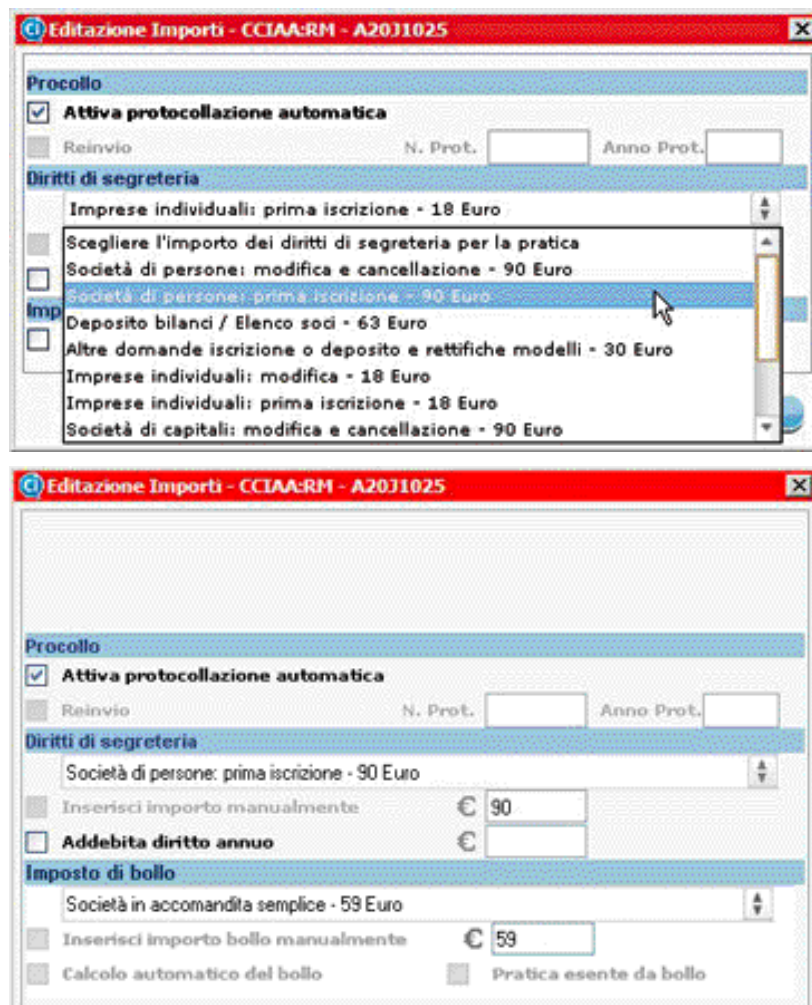 Ci Editazione Importi - CCIAA:RM - A20J1025
Procollo
Attiva protocollazione automatica
Reinvio N. Prot. Anno Prot.
Diritti di segreteria
Imprese individuali: prima iscrizione - 18 Euro
Scegliere l'importo dei diritti di segreteria per la pratica
Società di persone: modifica e cancellazione - 90 Euro
Società di persone: prima iscrizione - 90 Euro
Imp
Deposito bilanci / Elenco soci - 63 Euro
Altre domande iscrizione o deposito e rettifiche modelli - 30 Euro
Imprese individuali: modifica - 18 Euro
Imprese individuali: prima iscrizione - 18 Euro
Società di capitali: modifica e cancellazione - 90 Euro
Ci Editazione Importi - CCIAA:RM - A20J1025
Procollo
Attiva protocollazione automatica
Reinvio N. Prot. Anno Prot.
Diritti di segreteria
Società di persone: prima iscrizione - 90 Euro
Inserisci importo manualmente € 90
Addebita diritto annuo €
Imposto di bollo
Società in accomandita semplice - 59 Euro
Inserisci importo bollo manualmente € 59
Calcolo automatico del bollo Pratica esente da bollo